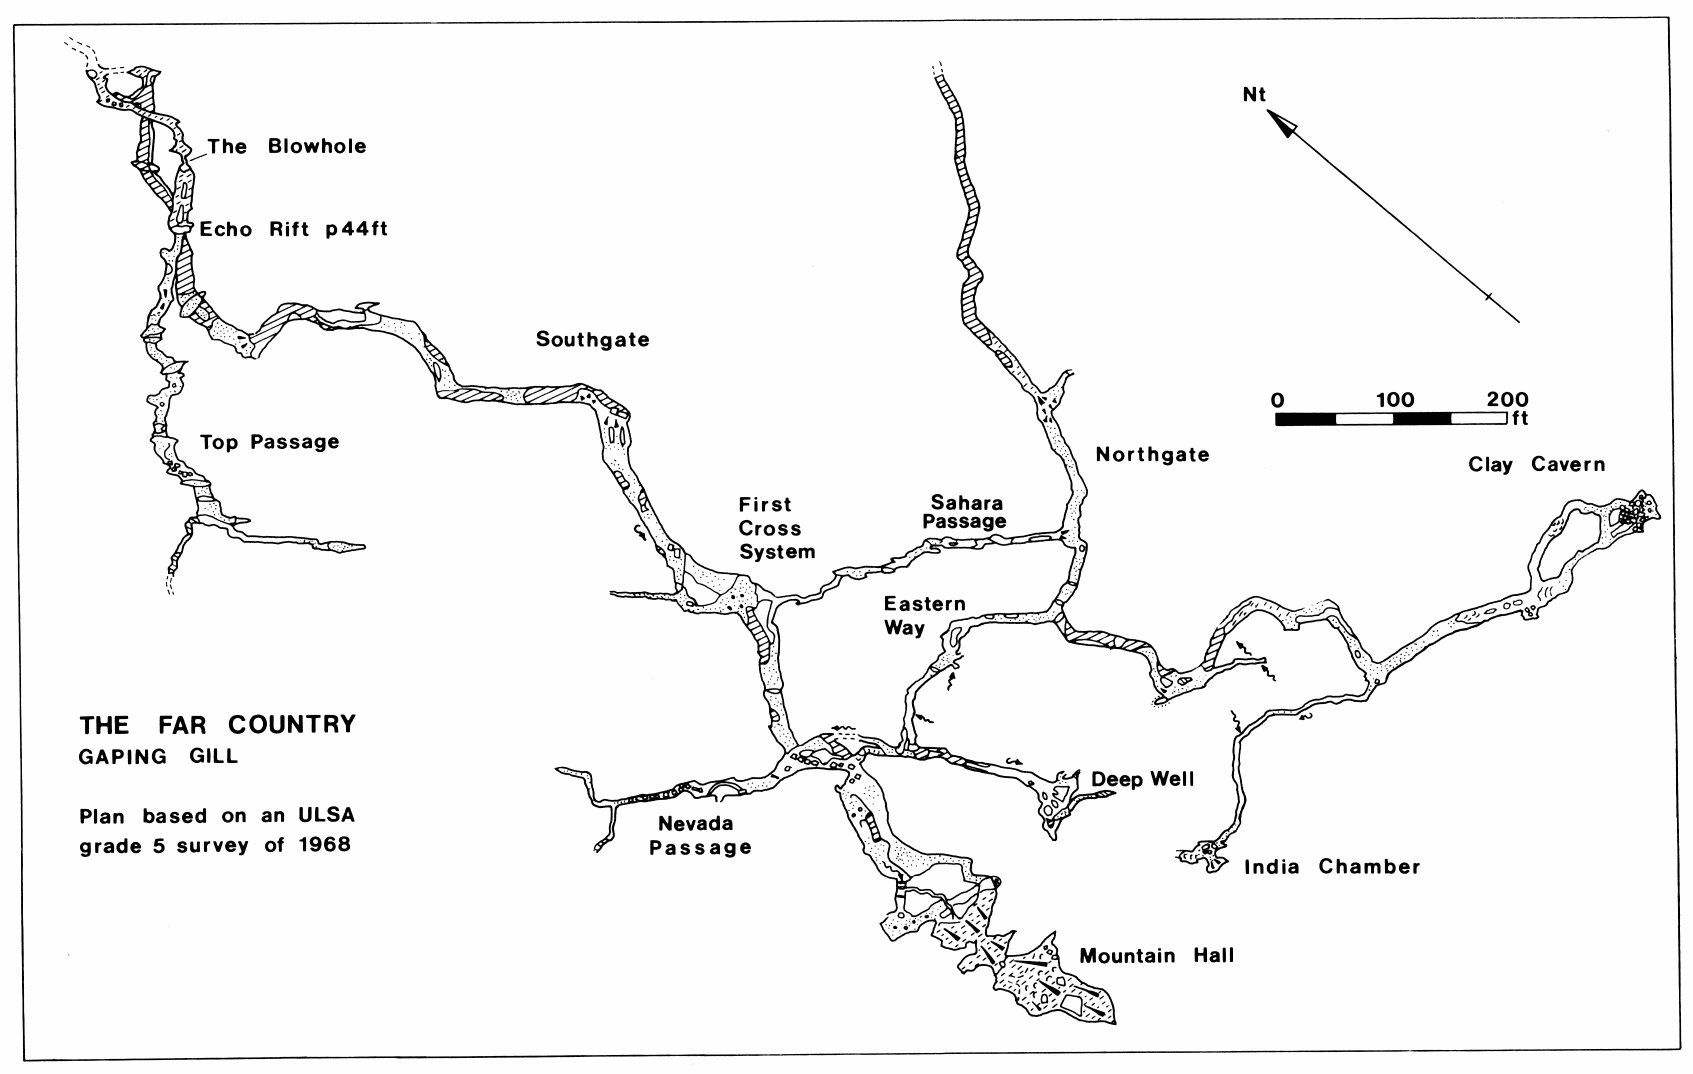 Nt
The Blowhole
Echo Rift p44ft
Southgate
0 100 200
ft
Top Passage
Northgate
Clay Cavern
First
Cross
System
Sahara
Passage
Eastern
Way
THE FAR COUNTRY
GAPING GILL
Plan based on an ULSA
grade 5 survey of 1968
Deep Well
Nevada
Passage
India Chamber
Mountain Hall